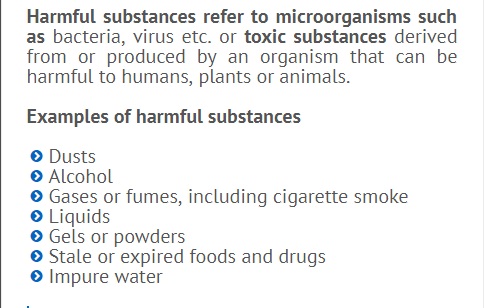 Harmful substances refer to microorganisms such
as bacteria, virus etc. or toxic substances derived
from or produced by an organism that can be
harmful to humans, plants or animals.
Examples of harmful substances
Dusts
Alcohol
Gases or fumes, including cigarette smoke
Liquids
Gels or powders
Stale or expired foods and drugs
Impure water